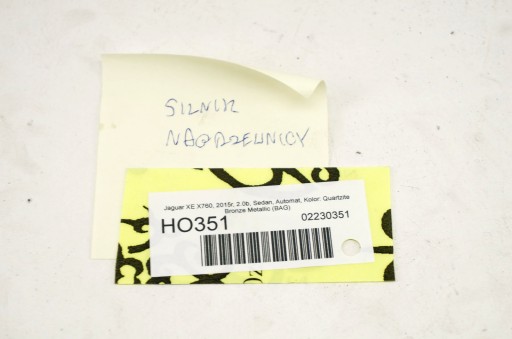 SILNIK
NAGRZEWNICY
Jaguar XE X760, 2015r, 2.0b, Sedan, Automat, Kolor: Quartzite
Bronze Metallic (BAG)
HO351
02230351